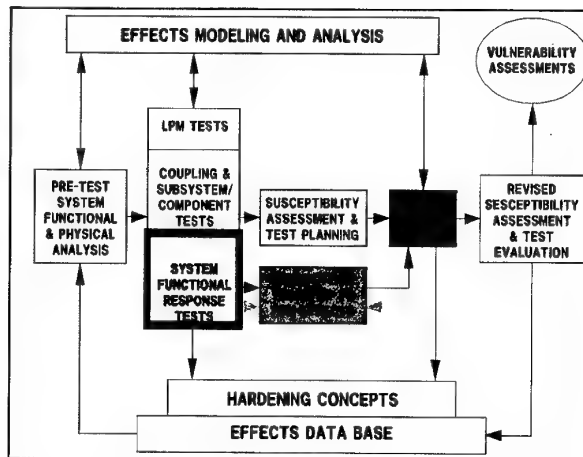 EFFECTS MODELING AND ANALYSIS
VULNERABILITY
ASSESSMENTS
LPM TESTS
COUPLING &
SUBSYSTEM/
COMPONENT
TESTS
PRE-TEST
SYSTEM
FUNCTIONAL
& PHYSICAL
ANALYSIS
SUSCEPTIBILITY
ASSESSMENT &
TEST PLANNING
REVISED
SESCEPTIBILITY
ASSESSMENT
& TEST
EVALUATION
SYSTEM
FUNCTIONAL
RESPONSE
TESTS
HARDENING CONCEPTS
EFFECTS DATA BASE